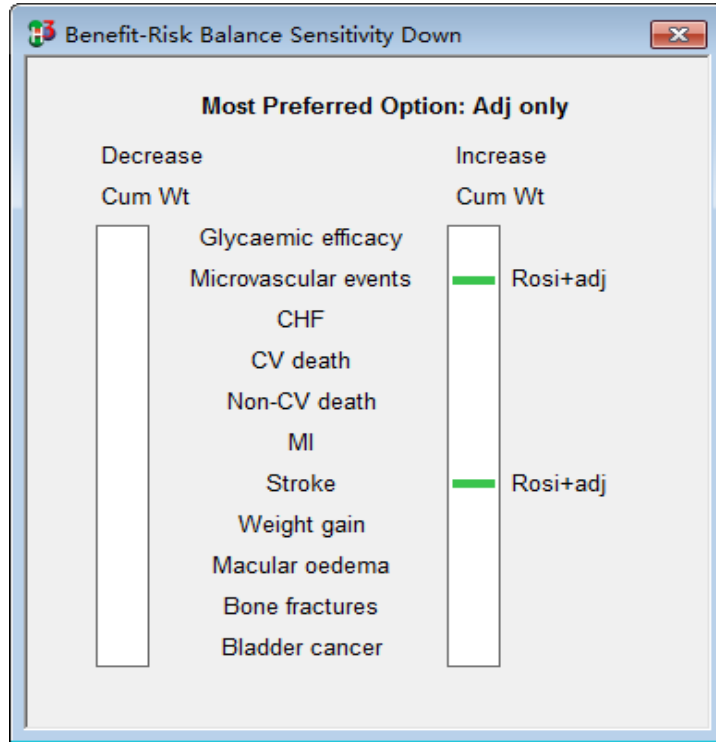 Benefit-Risk Balance Sensitivity Down
Most Preferred Option: Adj only
Decrease Increase
Cum Wt Cum Wt
Glycaemic efficacy
Microvascular events Rosi+adj
CHF
CV death
Non-CV death
MI
Stroke Rosi+adj
Weight gain
Macular oedema
Bone fractures
Bladder cancer